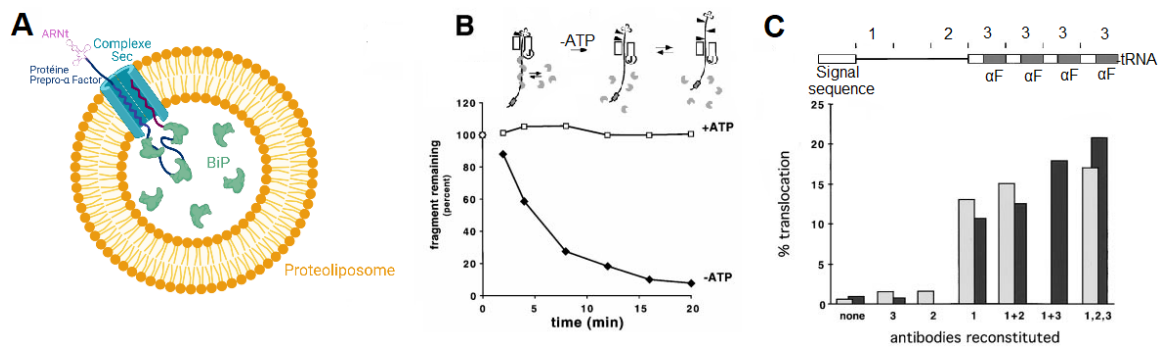 A
ARNt
Complexe
Sec
Protéine
Prepro-α Factor
BiP
Proteoliposome
B
-ATP
fragment remaining
(percent)
120
100
80
60
40
20
0
+ATP
-ATP
0 5 10 15 20
time (min)
C
1 2 3 3 3 3
-tRNA
Signal
sequence
αF αF αF αF
% translocation
25
20
15
10
5
0
none 3 2 1 1+2 1+3 1,2,3
antibodies reconstituted